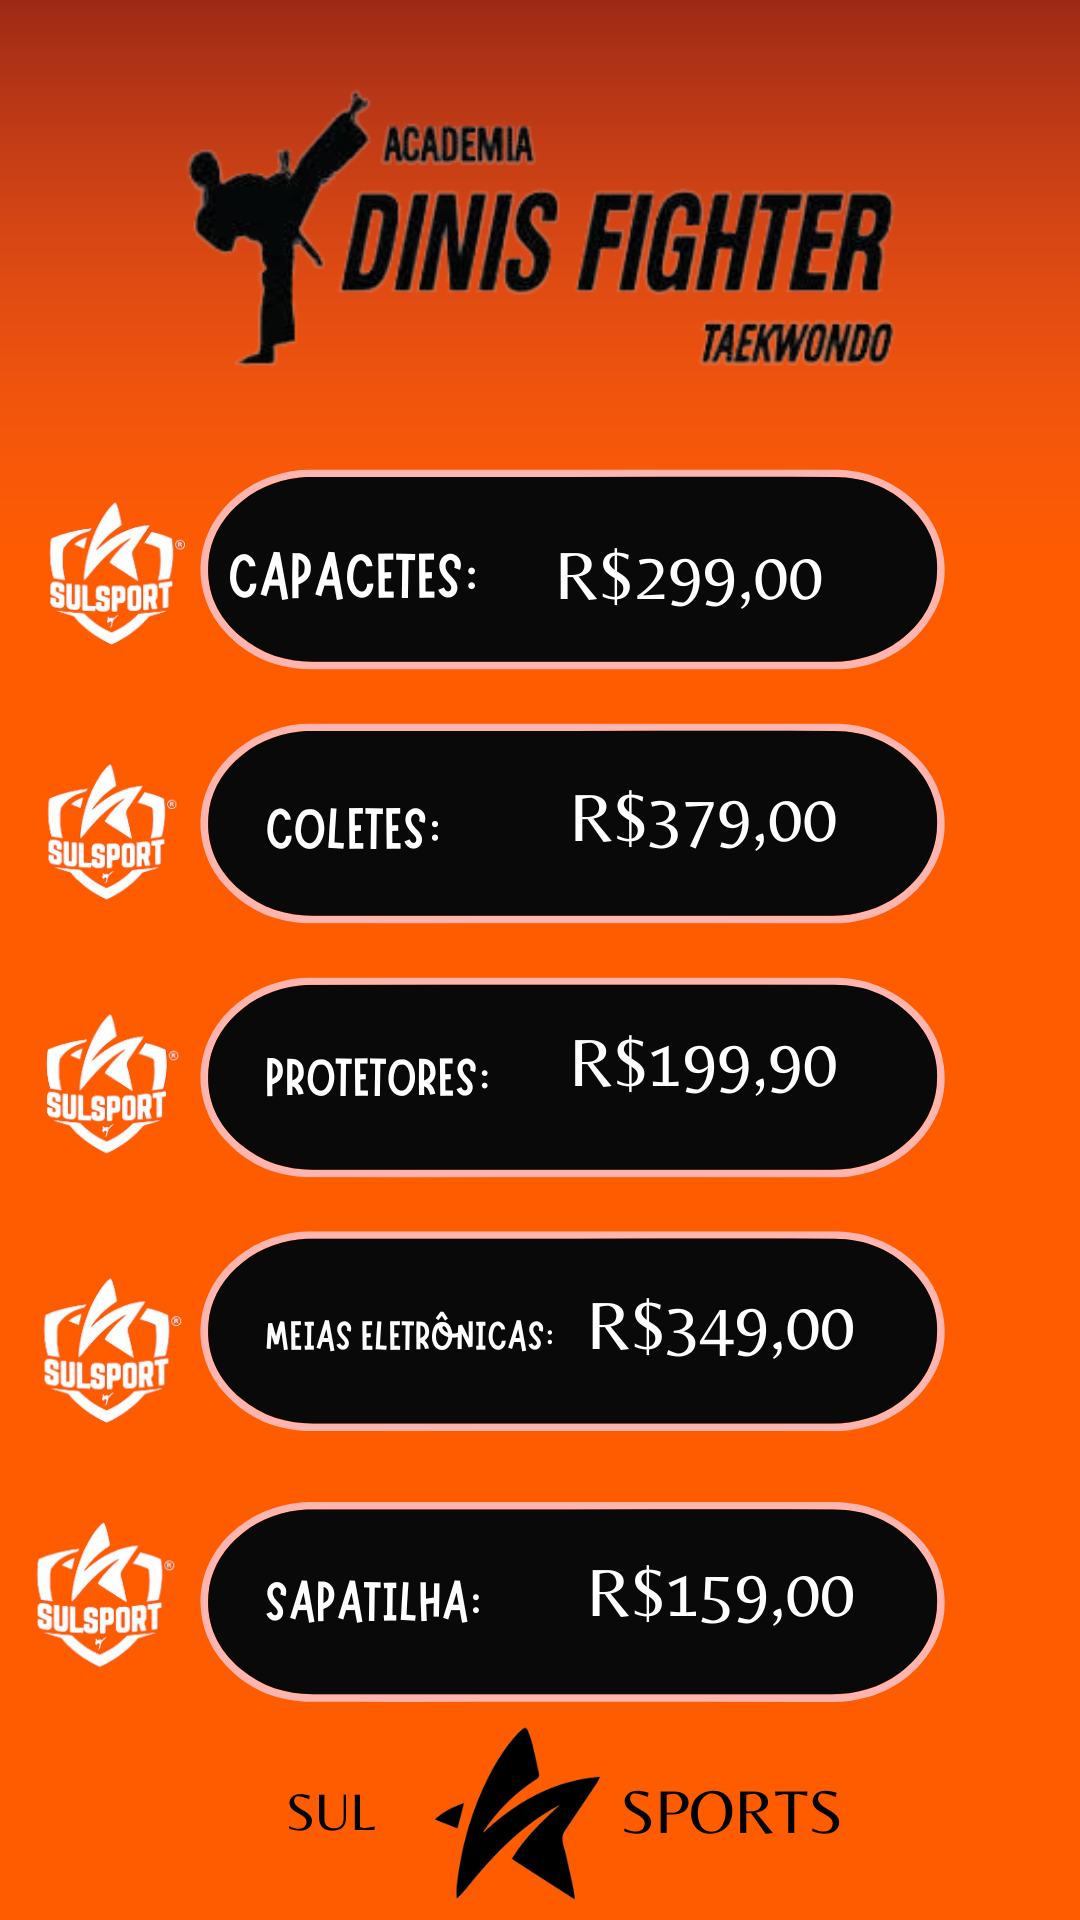 ACADEMIA
DINIS FIGHTER
TAEKWONDO
SULSPORT ®
CAPACETES: R$299,00
SULSPORT ®
COLETES: R$379,00
SULSPORT ®
PROTETORES: R$199,90
SULSPORT ®
MEIAS ELETRÔNICAS: R$349,00
SULSPORT ®
SAPATILHA: R$159,00
SUL SPORTS